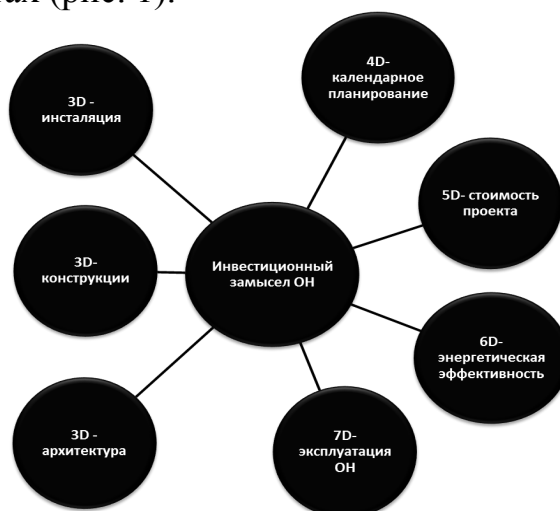 (рис. 1).
3D -
инсталяция
4D-
календарное
планирование
5D- стоимость
проекта
3D-
конструкции
Инвестиционный
замысел ОН
6D-
энергетическая
эффективность
3D -
архитектура
7D-
эксплуатация
ОН